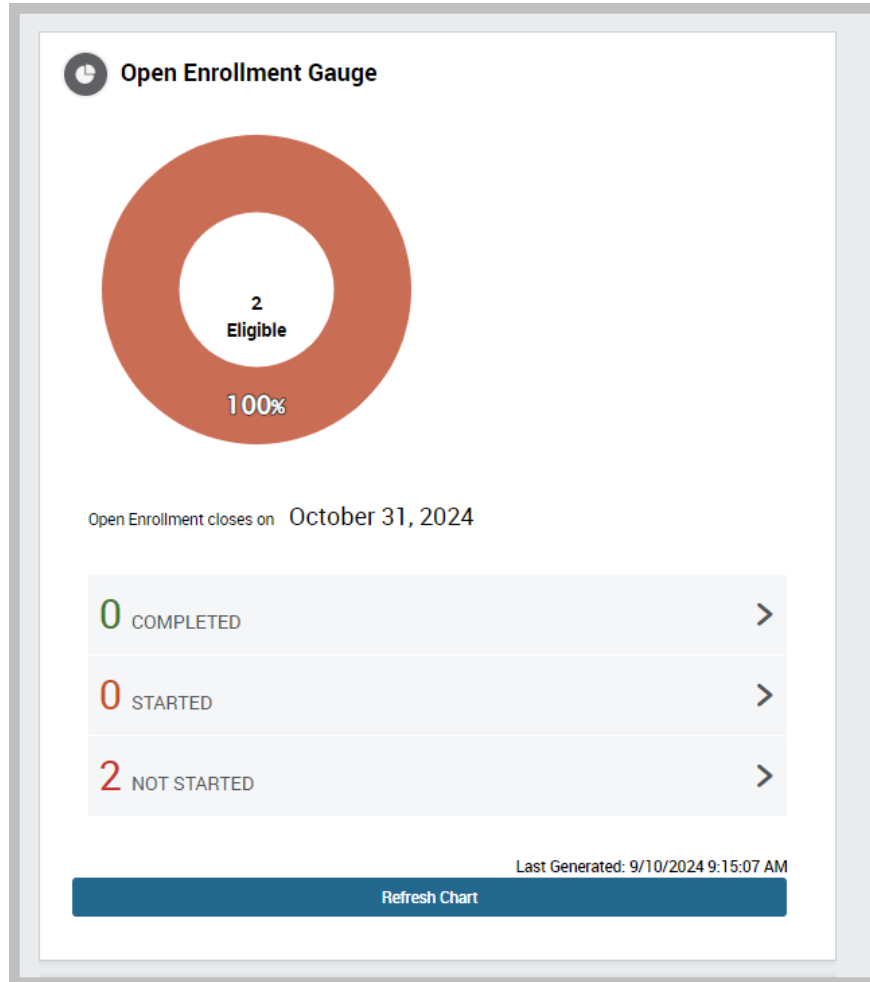 Open Enrollment Gauge
2
Eligible
100%
Open Enrollment closes on October 31, 2024
0 COMPLETED
0 STARTED
2 NOT STARTED
Last Generated: 9/10/2024 9:15:07 AM
Refresh Chart